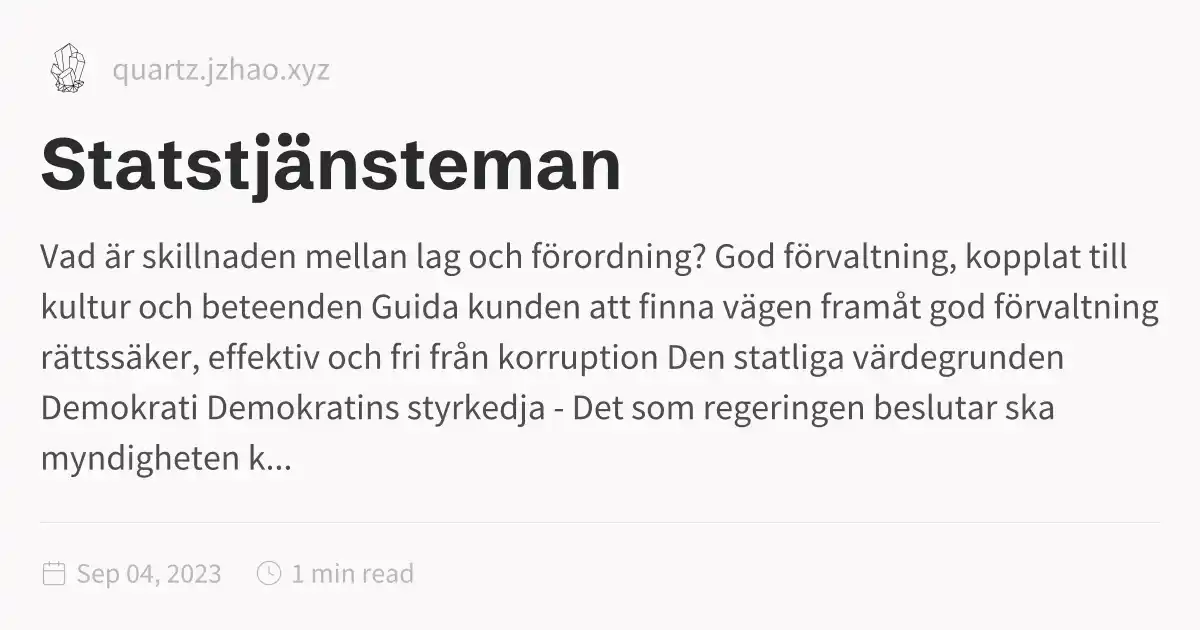 quartz.jzhao.xyz
Statstjänsteman
Vad är skillnaden mellan lag och förordning? God förvaltning, kopplat till
kultur och beteenden Guida kunden att finna vägen framåt god förvaltning
rättssäker, effektiv och fri från korruption Den statliga värdegrunden
Demokrati Demokratins styrkedja - Det som regeringen beslutar ska
myndigheten k...
Sep 04, 2023 1 min read